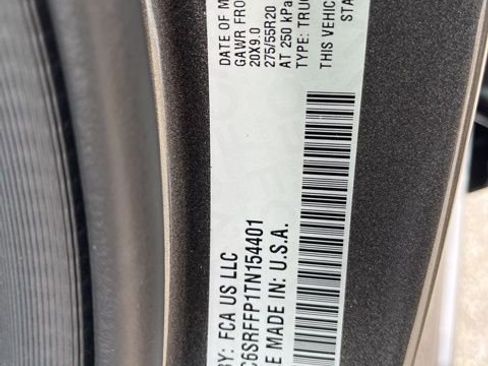 BY: FCA US LLC
DATE OF M
GAWR FRO
20X9.0
275/55R20
AT 250 kPa
TYPE: TRUC
THIS VEHIC
STA
C6SRFFP1TN154401
E MADE IN: U.S.A.